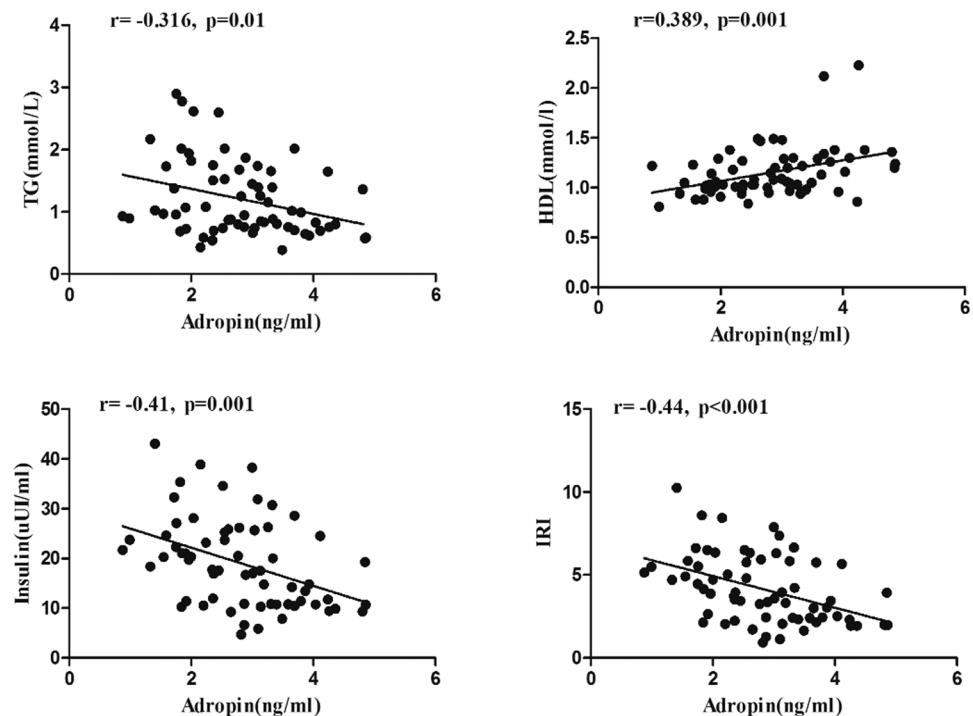 r= -0.316, p=0.01
4
3
2
1
0
TG(mmol/L)
0 2 4 6
Adropin(ng/ml)
r=0.389, p=0.001
2.5
2.0
1.5
1.0
0.5
0.0
HDL(mmol/l)
0 2 4 6
Adropin(ng/ml)
r= -0.41, p=0.001
50
40
30
20
10
0
Insulin(uUI/ml)
0 2 4 6
Adropin(ng/ml)
r= -0.44, p<0.001
15
10
5
0
IRI
0 2 4 6
Adropin(ng/ml)